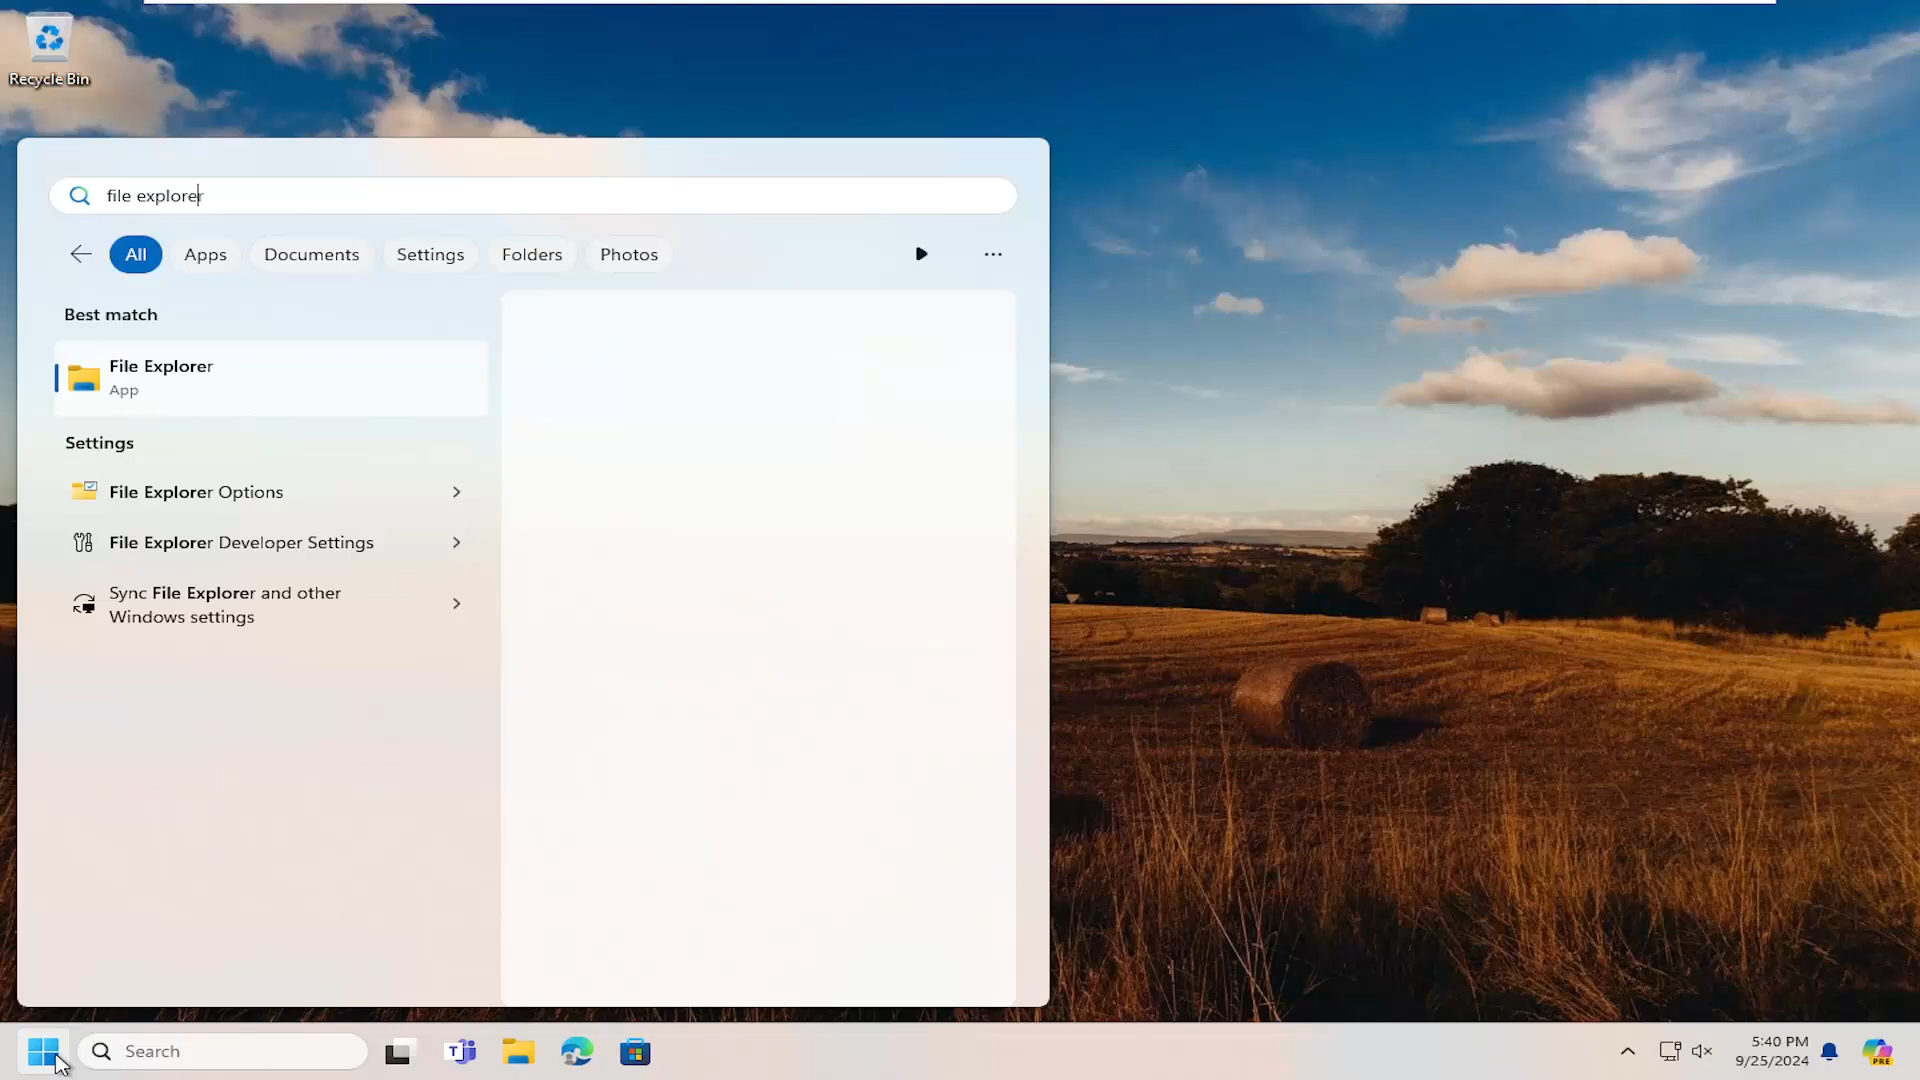 Recycle Bin
file explorer
All Apps Documents Settings Folders Photos
Best match
File Explorer
App
Settings
File Explorer Options
File Explorer Developer Settings
Sync File Explorer and other
Windows settings
Search
T
5:40 PM
9/25/2024
PRE